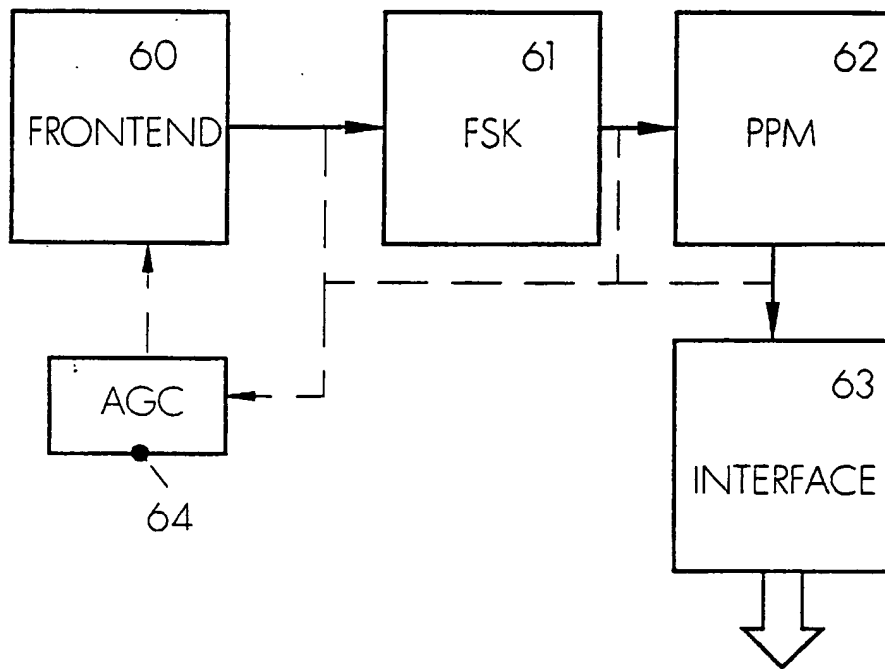 60
FRONTEND
61
FSK
62
PPM
AGC
64
63
INTERFACE